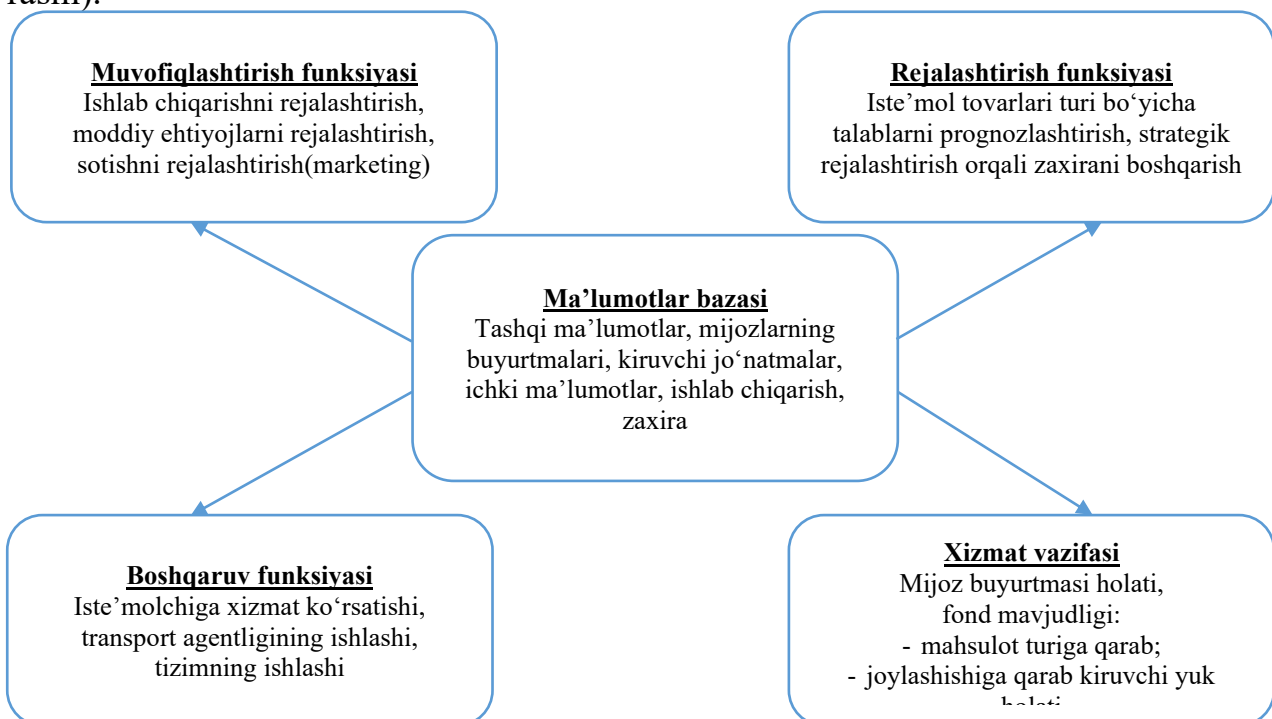 Muvofiqlashtirish funksiyasi
Ishlab chiqarishni rejalashtirish,
moddiy ehtiyojlarni rejalashtirish,
sotishni rejalashtirish(marketing)
Rejalashtirish funksiyasi
Iste’mol tovarlari turi bo‘yicha
talablarni prognozlashtirish, strategik
rejalashtirish orqali zaxirani boshqarish
Ma’lumotlar bazasi
Tashqi ma’lumotlar, mijozlarning
buyurtmalari, kiruvchi jo‘natmalar,
ichki ma’lumotlar, ishlab chiqarish,
zaxira
Boshqaruv funksiyasi
Iste’molchiga xizmat ko‘rsatishi,
transport agentligining ishlashi,
tizimning ishlashi
Xizmat vazifasi
Mijoz buyurtmasi holati,
fond mavjudligi:
- mahsulot turiga qarab;
- joylashishiga qarab kiruvchi yuk
holati